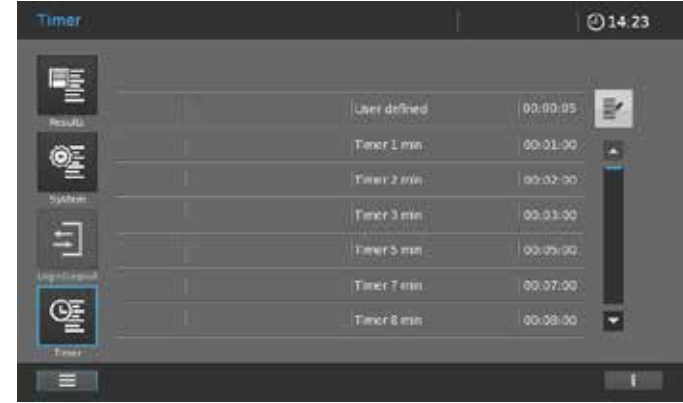 Timer
14:23
Results
User defined 00:00:05
Timer 1 min 00:01:00
System
Timer 2 min 00:02:00
Timer 3 min 00:03:00
Timer 5 min 00:05:00
Login/Logout
Timer 7 min 00:07:00
Timer 8 min 00:08:00
Timer
i